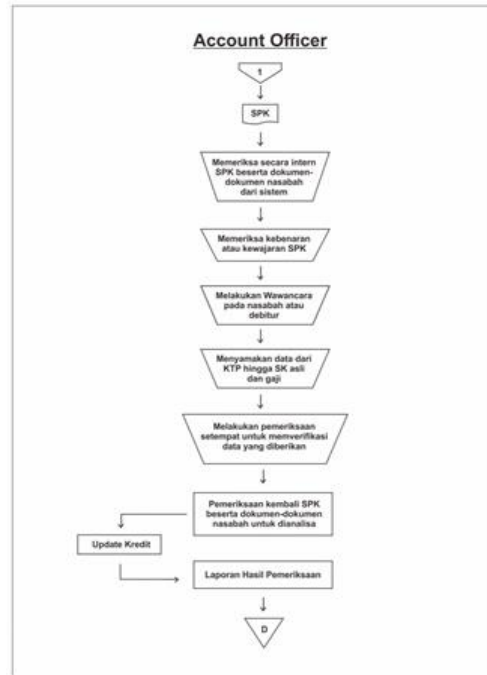 Account Officer
1
SPK
Memeriksa secara intern
SPK beserta dokumen-
dokumen nasabah
dari sistem
Memeriksa kebenaran
atau kewajaran SPK
Melakukan Wawancara
pada nasabah atau
debitur
Menyamakan data dari
KTP hingga SK asli
dan gaji
Melakukan pemeriksaan
setempat untuk memverifikasi
data yang diberikan
Pemeriksaan kembali SPK
beserta dokumen-dokumen
nasabah untuk dianalisa
Update Kredit
Laporan Hasil Pemeriksaan
D